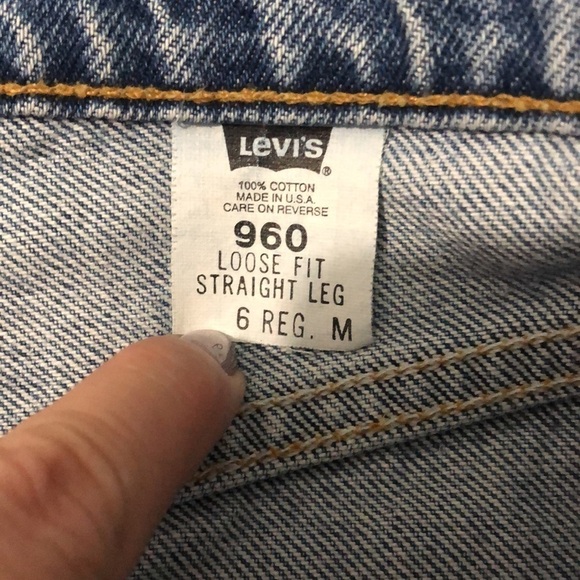 LEVI'S ®
100% COTTON
MADE IN U.S.A.
CARE ON REVERSE
960
LOOSE FIT
STRAIGHT LEG
6 REG. M